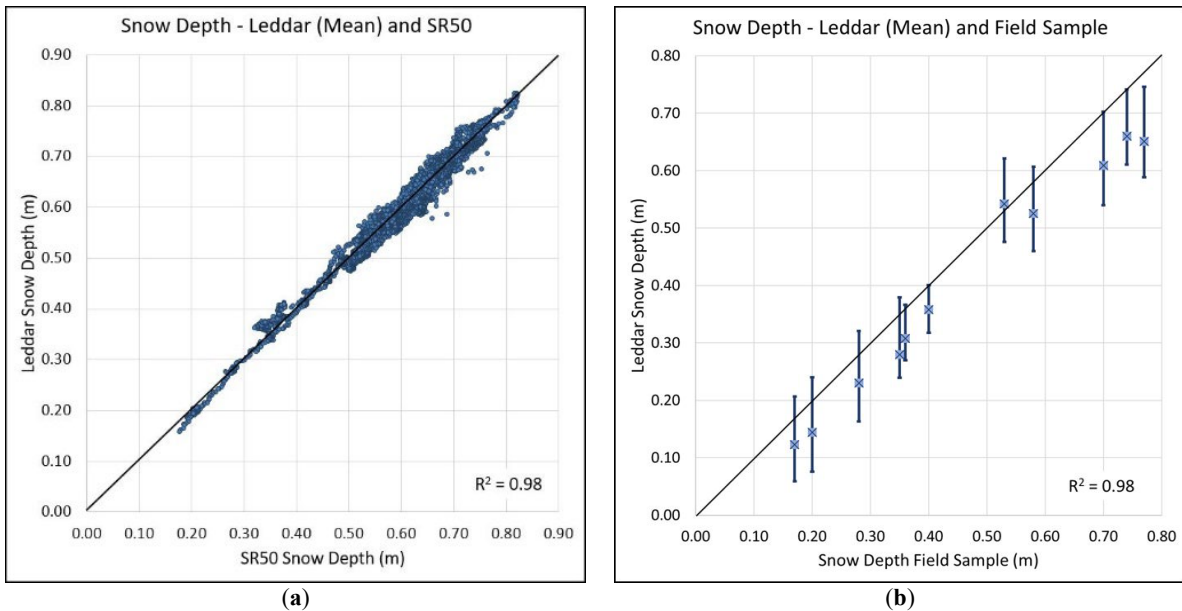 Snow Depth - Leddar (Mean) and SR50
0.90
0.80
0.70
0.60
0.50
0.40
0.30
0.20
0.10
0.00
Leddar Snow Depth (m)
R² = 0.98
0.00 0.10 0.20 0.30 0.40 0.50 0.60 0.70 0.80 0.90
SR50 Snow Depth (m)
(a)
Snow Depth - Leddar (Mean) and Field Sample
0.80
0.70
0.60
0.50
0.40
0.30
0.20
0.10
0.00
Leddar Snow Depth (m)
R² = 0.98
0.00 0.10 0.20 0.30 0.40 0.50 0.60 0.70 0.80
Snow Depth Field Sample (m)
(b)